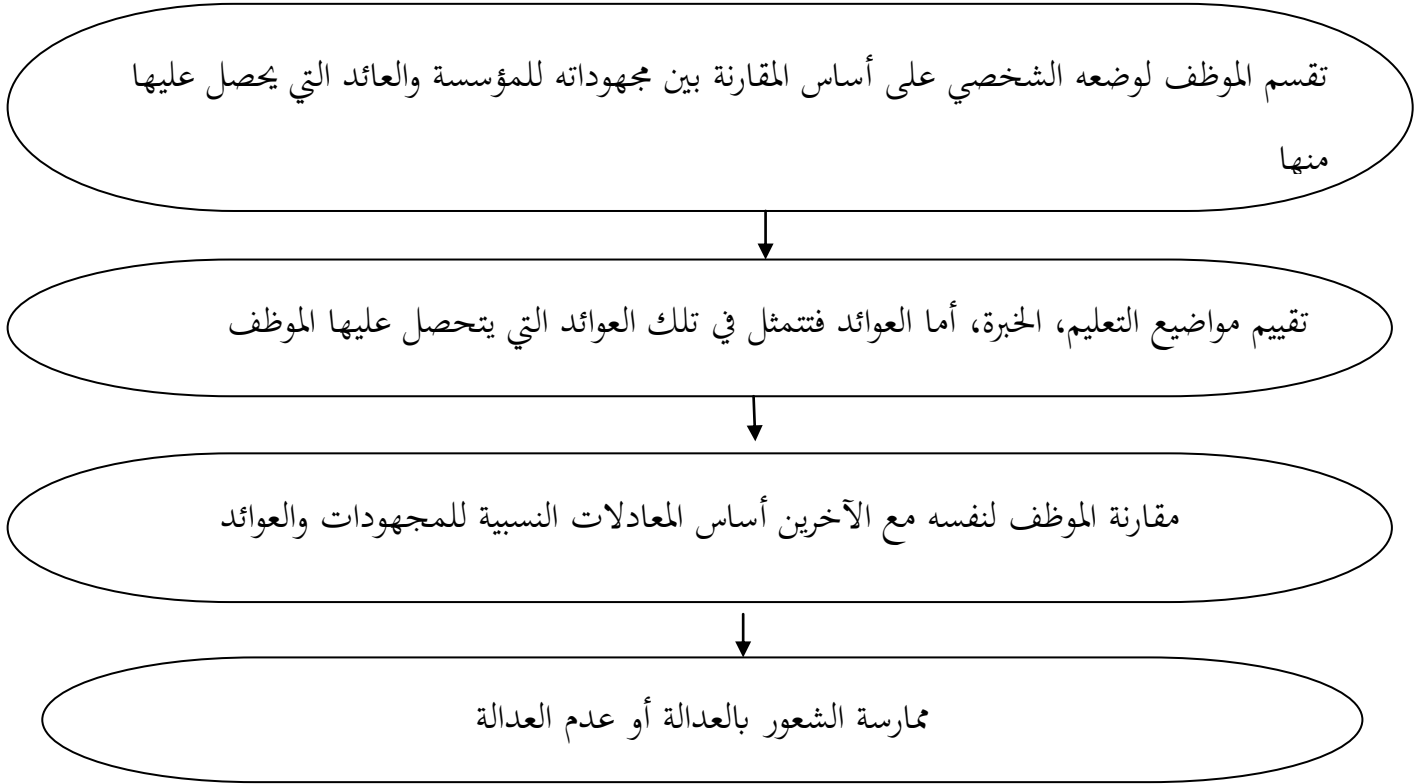 تقسم الموظف لوضعه الشخصي على أساس المقارنة بين مجهوداته للمؤسسة والعائد التي يحصل عليها
منها
تقييم مواضيع التعليم، الخبرة، أما العوائد فتتمثل في تلك العوائد التي يتحصل عليها الموظف
مقارنة الموظف لنفسه مع الآخرين أساس المعادلات النسبية للمجهودات والعوائد
ممارسة الشعور بالعدالة أو عدم العدالة